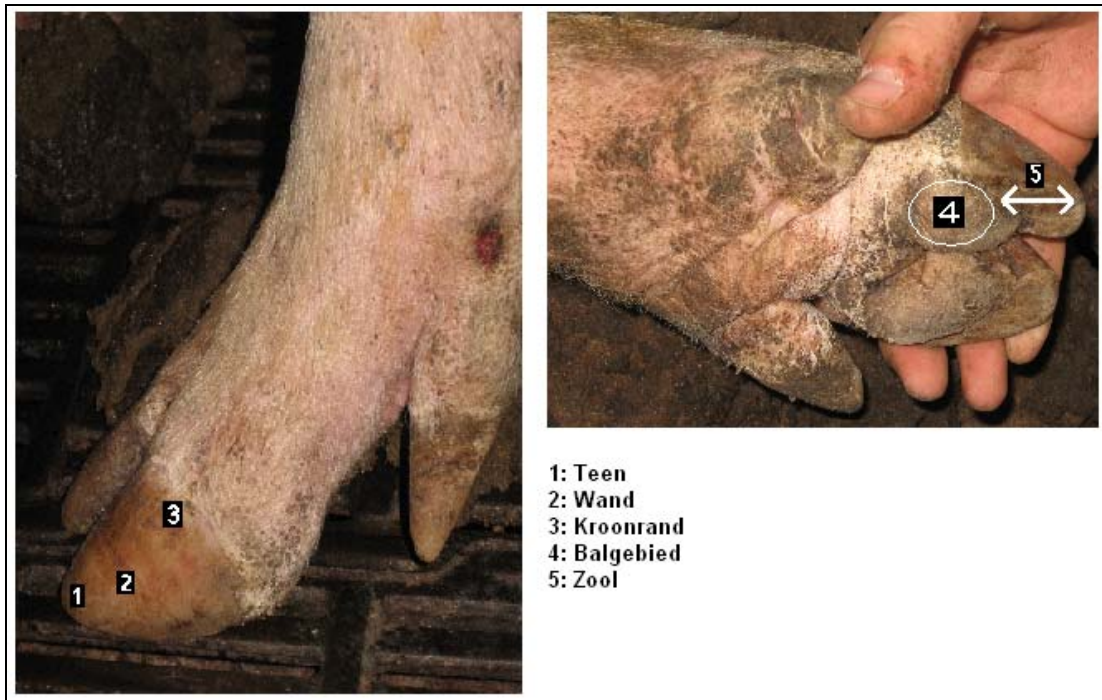 3
2
1
5
4
1: Teen
2: Wand
3: Kroonrand
4: Balgebied
5: Zool